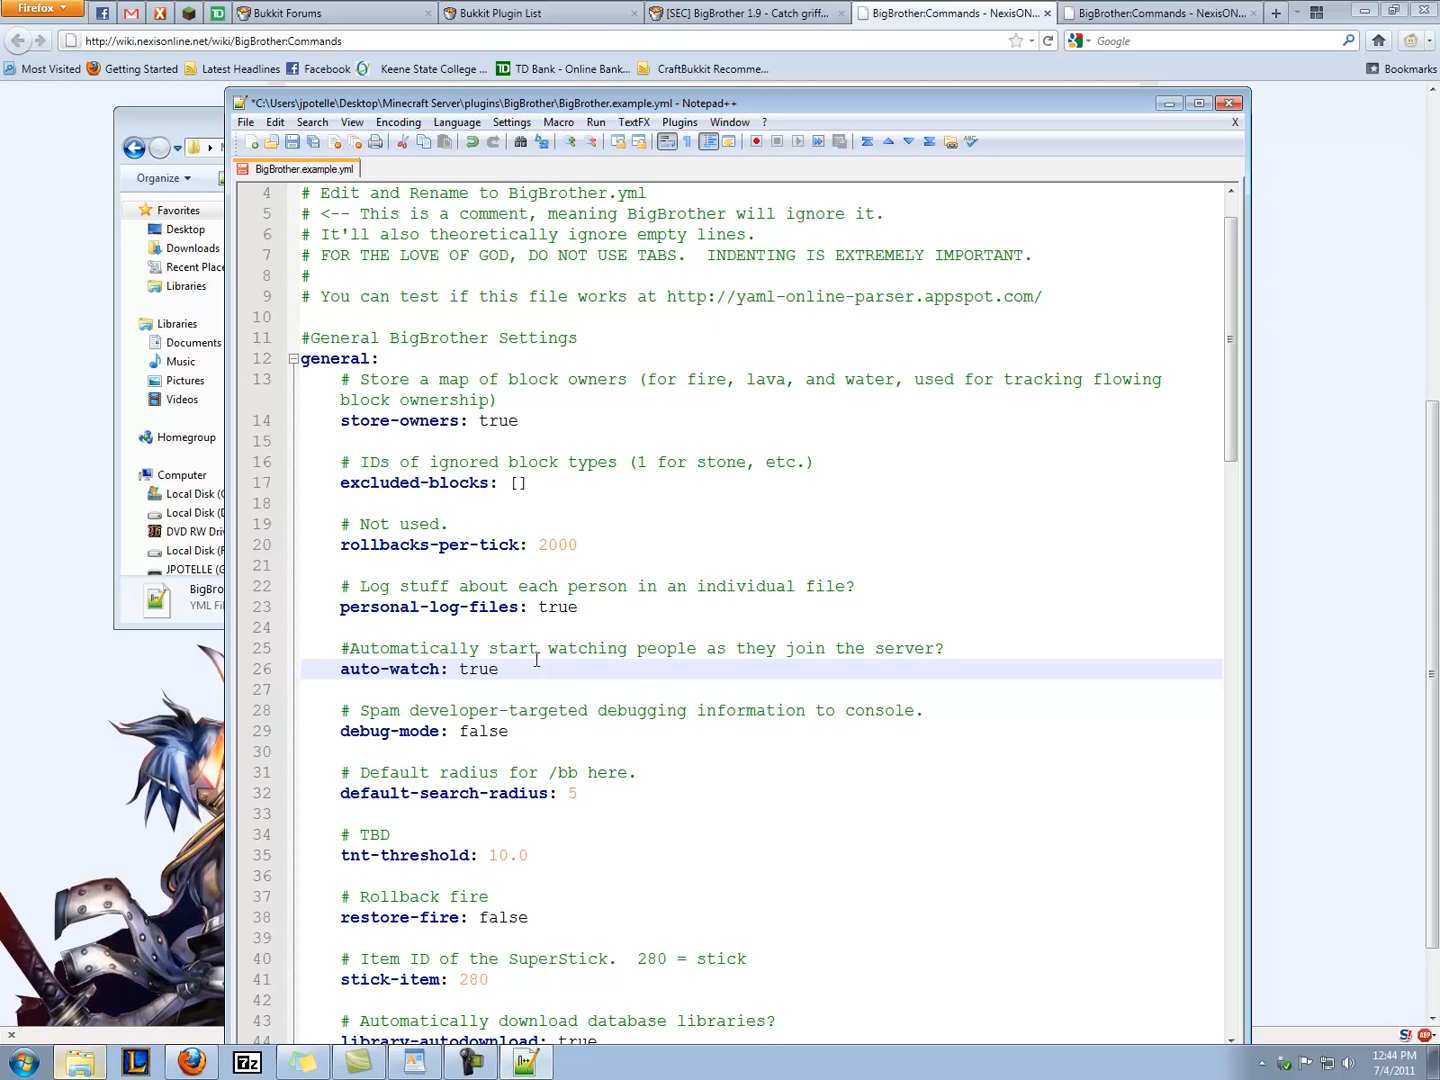 Firefox
Bukkit Forums
Bukkit Plugin List
[SEC] BigBrother 1.9 - Catch griff...
BigBrother:Commands - NexisON...
BigBrother:Commands - NexisON...
http://wiki.nexisonline.net/wiki/BigBrother:Commands
Google
Most Visited
Getting Started
Latest Headlines
Facebook
Keene State College ...
TD Bank - Online Bank...
CraftBukkit Recomme...
Bookmarks
*C:\Users\jpotelle\Desktop\Minecraft Server\plugins\BigBrother\BigBrother.example.yml - Notepad++
File Edit Search View Encoding Language Settings Macro Run TextFX Plugins Window ? X
BigBrother.example.yml
Organize
Favorites
Desktop
Downloads
Recent Place
Libraries
Libraries
Documents
Music
Pictures
Videos
Homegroup
Computer
Local Disk (
Local Disk (D
DVD RW Dri
Local Disk (F
JPOTELLE (G
BigBro
YML Fi
4 # Edit and Rename to BigBrother.yml
5 # <-- This is a comment, meaning BigBrother will ignore it.
6 # It'll also theoretically ignore empty lines.
7 # FOR THE LOVE OF GOD, DO NOT USE TABS.  INDENTING IS EXTREMELY IMPORTANT.
8 #
9 # You can test if this file works at http://yaml-online-parser.appspot.com/
10
11 #General BigBrother Settings
12 general:
13 # Store a map of block owners (for fire, lava, and water, used for tracking flowing
block ownership)
14 store-owners: true
15
16 # IDs of ignored block types (1 for stone, etc.)
17 excluded-blocks: []
18
19 # Not used.
20 rollbacks-per-tick: 2000
21
22 # Log stuff about each person in an individual file?
23 personal-log-files: true
24
25 #Automatically start watching people as they join the server?
26 auto-watch: true
27
28 # Spam developer-targeted debugging information to console.
29 debug-mode: false
30
31 # Default radius for /bb here.
32 default-search-radius: 5
33
34 # TBD
35 tnt-threshold: 10.0
36
37 # Rollback fire
38 restore-fire: false
39
40 # Item ID of the SuperStick.  280 = stick
41 stick-item: 280
42
43 # Automatically download database libraries?
44 library-autodownload: true
12:44 PM
7/4/2011